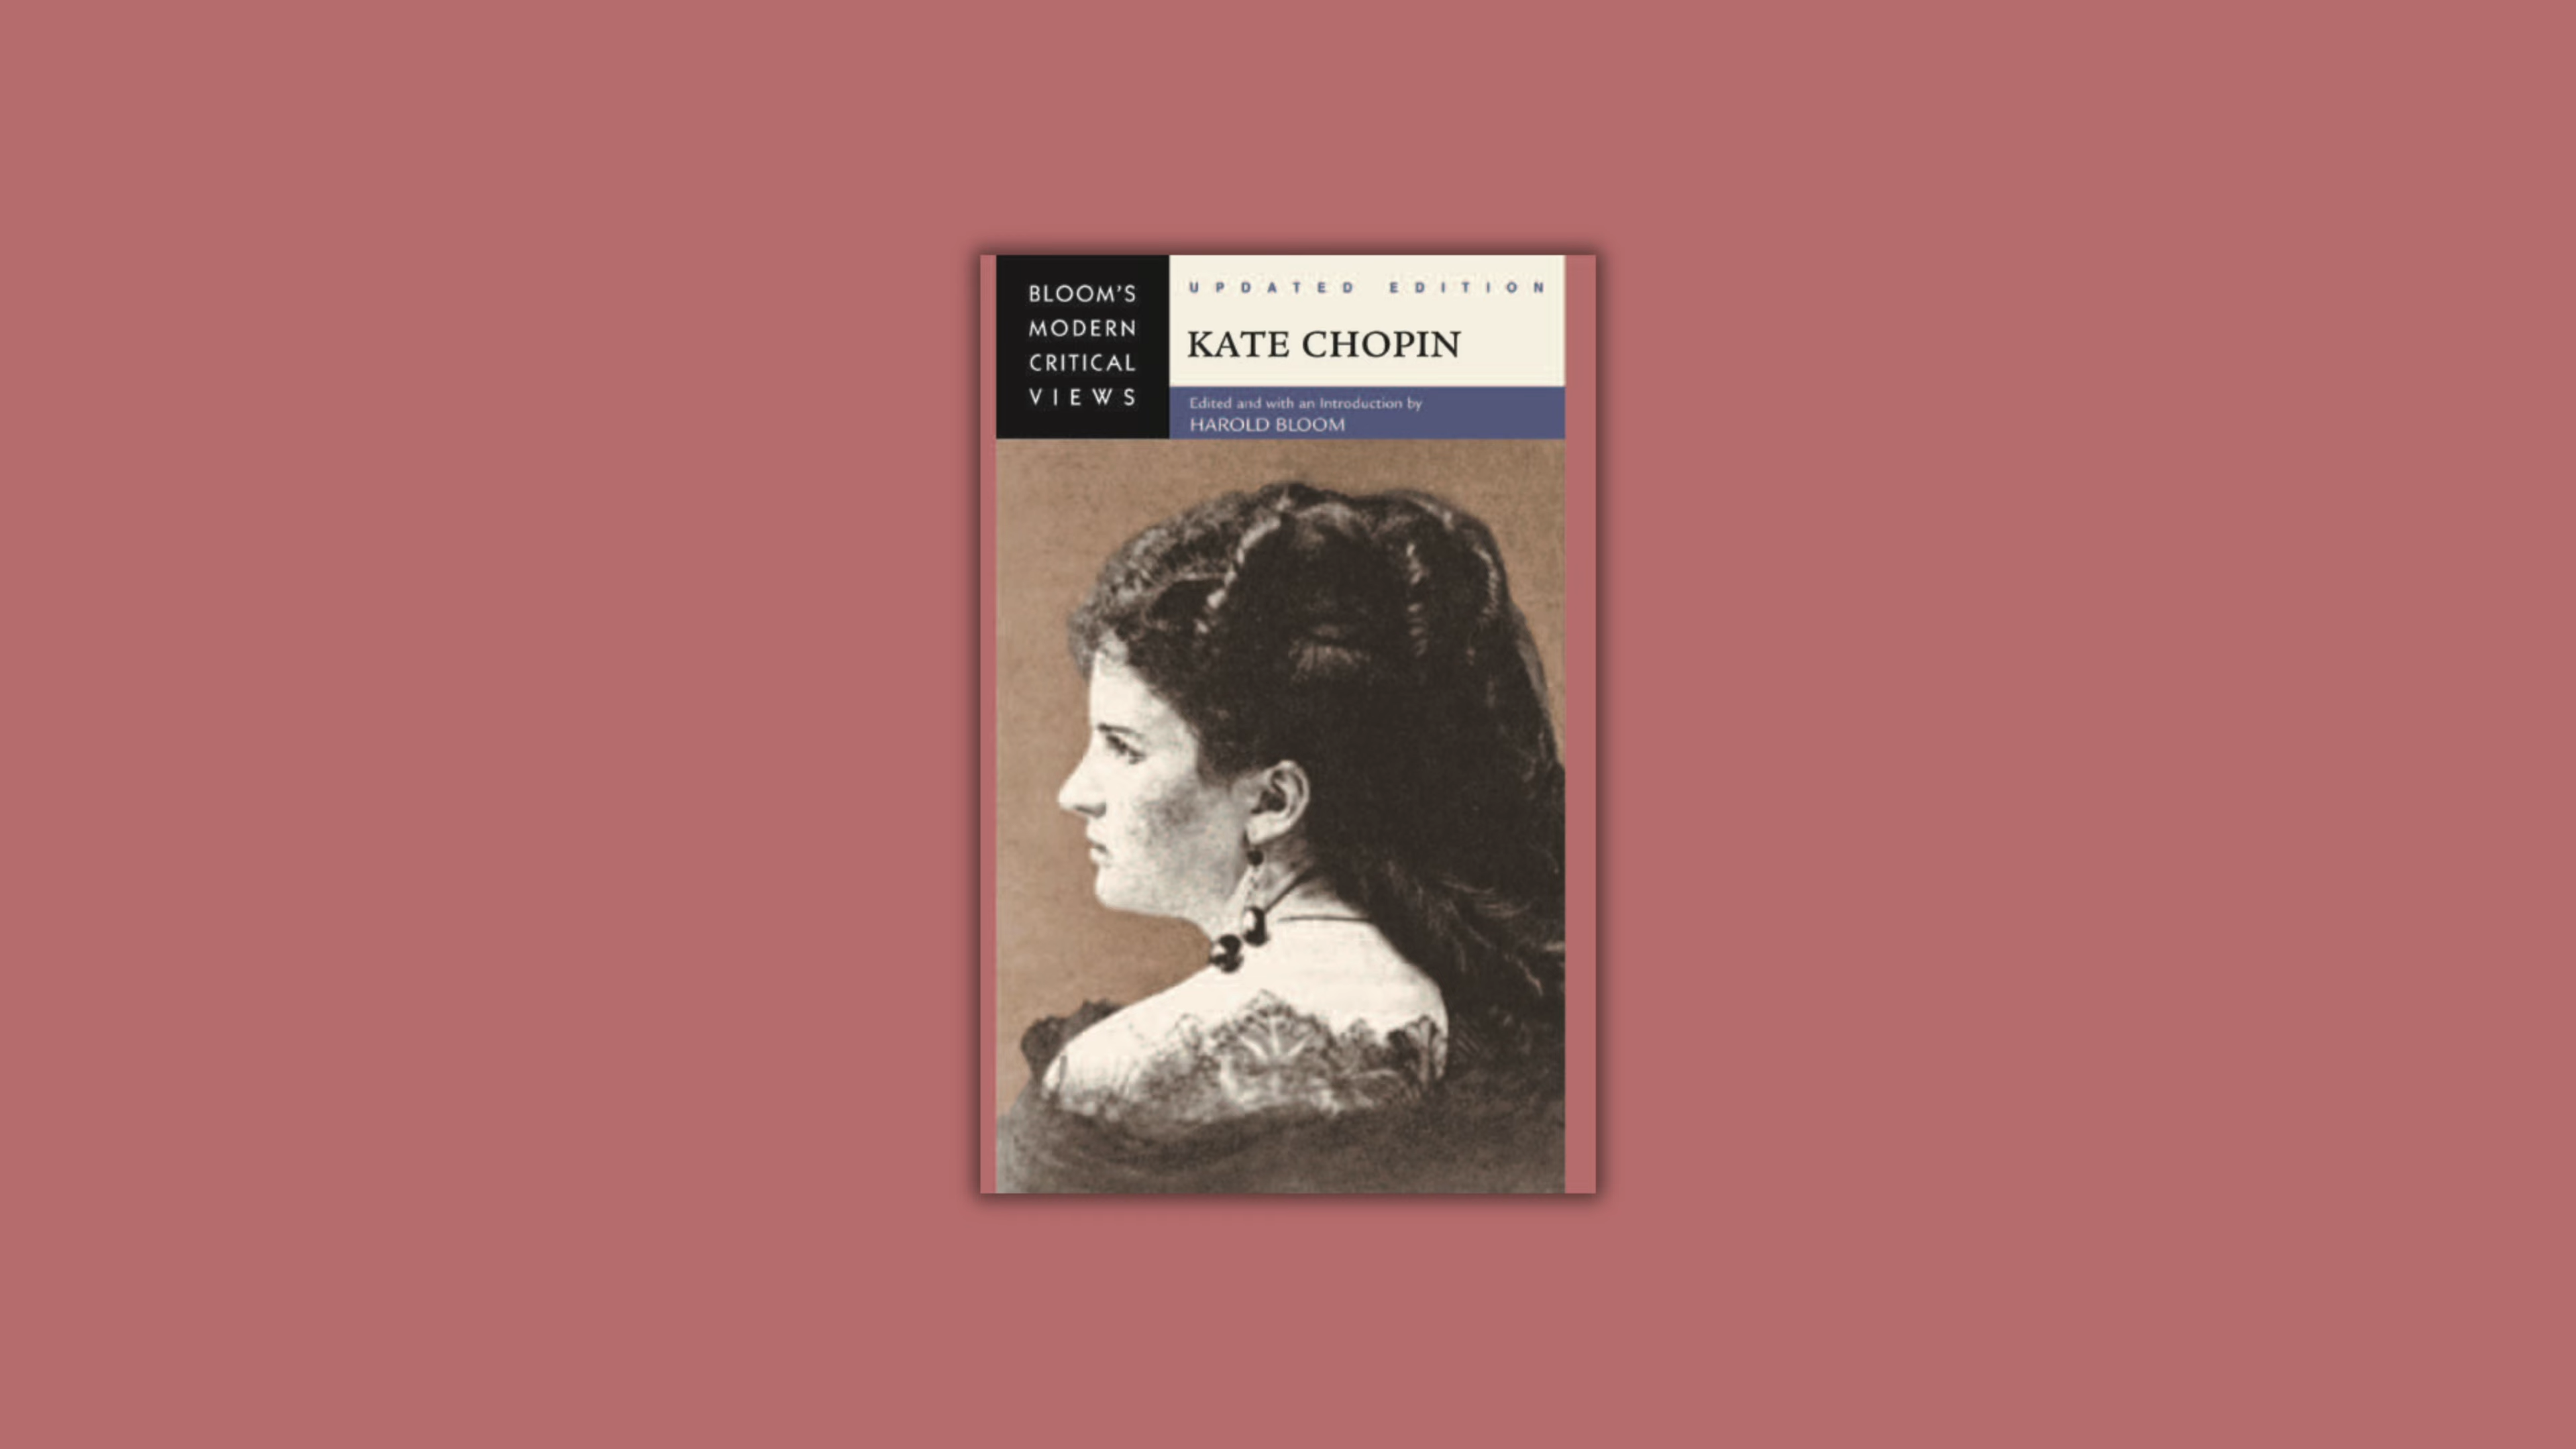 BLOOM'S
MODERN
CRITICAL
VIEWS
UPDATED EDITION
KATE CHOPIN
Edited and with an Introduction by
HAROLD BLOOM